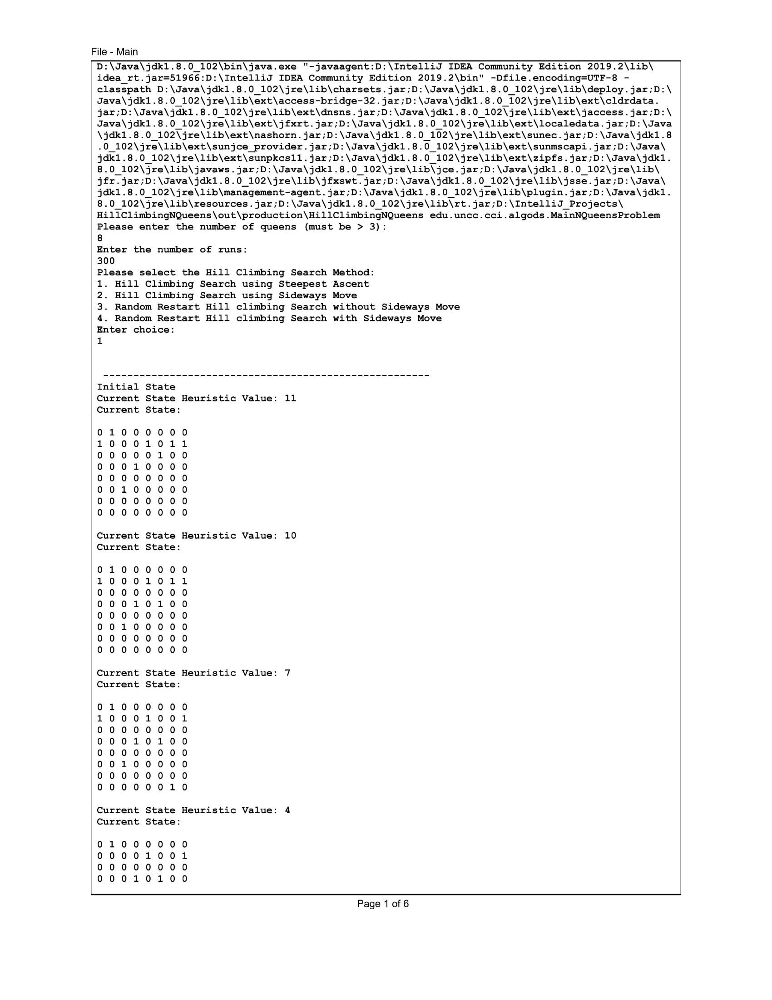 File - Main
D:\Java\jdk1.8.0_102\bin\java.exe "-javaagent:D:\IntelliJ IDEA Community Edition 2019.2\lib\
idea_rt.jar=51966:D:\IntelliJ IDEA Community Edition 2019.2\bin" -Dfile.encoding=UTF-8 -
classpath D:\Java\jdk1.8.0_102\jre\lib\charsets.jar;D:\Java\jdk1.8.0_102\jre\lib\deploy.jar;D:\
Java\jdk1.8.0_102\jre\lib\ext\access-bridge-32.jar;D:\Java\jdk1.8.0_102\jre\lib\ext\cldrdata.
jar;D:\Java\jdk1.8.0_102\jre\lib\ext\dnsns.jar;D:\Java\jdk1.8.0_102\jre\lib\ext\jaccess.jar;D:\
Java\jdk1.8.0_102\jre\lib\ext\jfxrt.jar;D:\Java\jdk1.8.0_102\jre\lib\ext\localedata.jar;D:\Java
\jdk1.8.0_102\jre\lib\ext\nashorn.jar;D:\Java\jdk1.8.0_102\jre\lib\ext\sunec.jar;D:\Java\jdk1.8
.0_102\jre\lib\ext\sunjce_provider.jar;D:\Java\jdk1.8.0_102\jre\lib\ext\sunmscapi.jar;D:\Java\
jdk1.8.0_102\jre\lib\ext\sunpkcs11.jar;D:\Java\jdk1.8.0_102\jre\lib\ext\zipfs.jar;D:\Java\jdk1.
8.0_102\jre\lib\javaws.jar;D:\Java\jdk1.8.0_102\jre\lib\jce.jar;D:\Java\jdk1.8.0_102\jre\lib\
jfr.jar;D:\Java\jdk1.8.0_102\jre\lib\jfxswt.jar;D:\Java\jdk1.8.0_102\jre\lib\jsse.jar;D:\Java\
jdk1.8.0_102\jre\lib\management-agent.jar;D:\Java\jdk1.8.0_102\jre\lib\plugin.jar;D:\Java\jdk1.
8.0_102\jre\lib\resources.jar;D:\Java\jdk1.8.0_102\jre\lib\rt.jar;D:\IntelliJ_Projects\
HillClimbingNQueens\out\production\HillClimbingNQueens edu.uncc.cci.algods.MainNQueensProblem
Please enter the number of queens (must be > 3):
8
Enter the number of runs:
300
Please select the Hill Climbing Search Method:
1. Hill Climbing Search using Steepest Ascent
2. Hill Climbing Search using Sideways Move
3. Random Restart Hill climbing Search without Sideways Move
4. Random Restart Hill climbing Search with Sideways Move
Enter choice:
1
------------------------------------------------------
Initial State
Current State Heuristic Value: 11
Current State:
0 1 0 0 0 0 0 0
1 0 0 0 1 0 1 1
0 0 0 0 0 1 0 0
0 0 0 1 0 0 0 0
0 0 0 0 0 0 0 0
0 0 1 0 0 0 0 0
0 0 0 0 0 0 0 0
0 0 0 0 0 0 0 0
Current State Heuristic Value: 10
Current State:
0 1 0 0 0 0 0 0
1 0 0 0 1 0 1 1
0 0 0 0 0 0 0 0
0 0 0 1 0 1 0 0
0 0 0 0 0 0 0 0
0 0 1 0 0 0 0 0
0 0 0 0 0 0 0 0
0 0 0 0 0 0 0 0
Current State Heuristic Value: 7
Current State:
0 1 0 0 0 0 0 0
1 0 0 0 1 0 0 1
0 0 0 0 0 0 0 0
0 0 0 1 0 1 0 0
0 0 0 0 0 0 0 0
0 0 1 0 0 0 0 0
0 0 0 0 0 0 0 0
0 0 0 0 0 0 1 0
Current State Heuristic Value: 4
Current State:
0 1 0 0 0 0 0 0
0 0 0 0 1 0 0 1
0 0 0 0 0 0 0 0
0 0 0 1 0 1 0 0
Page 1 of 6